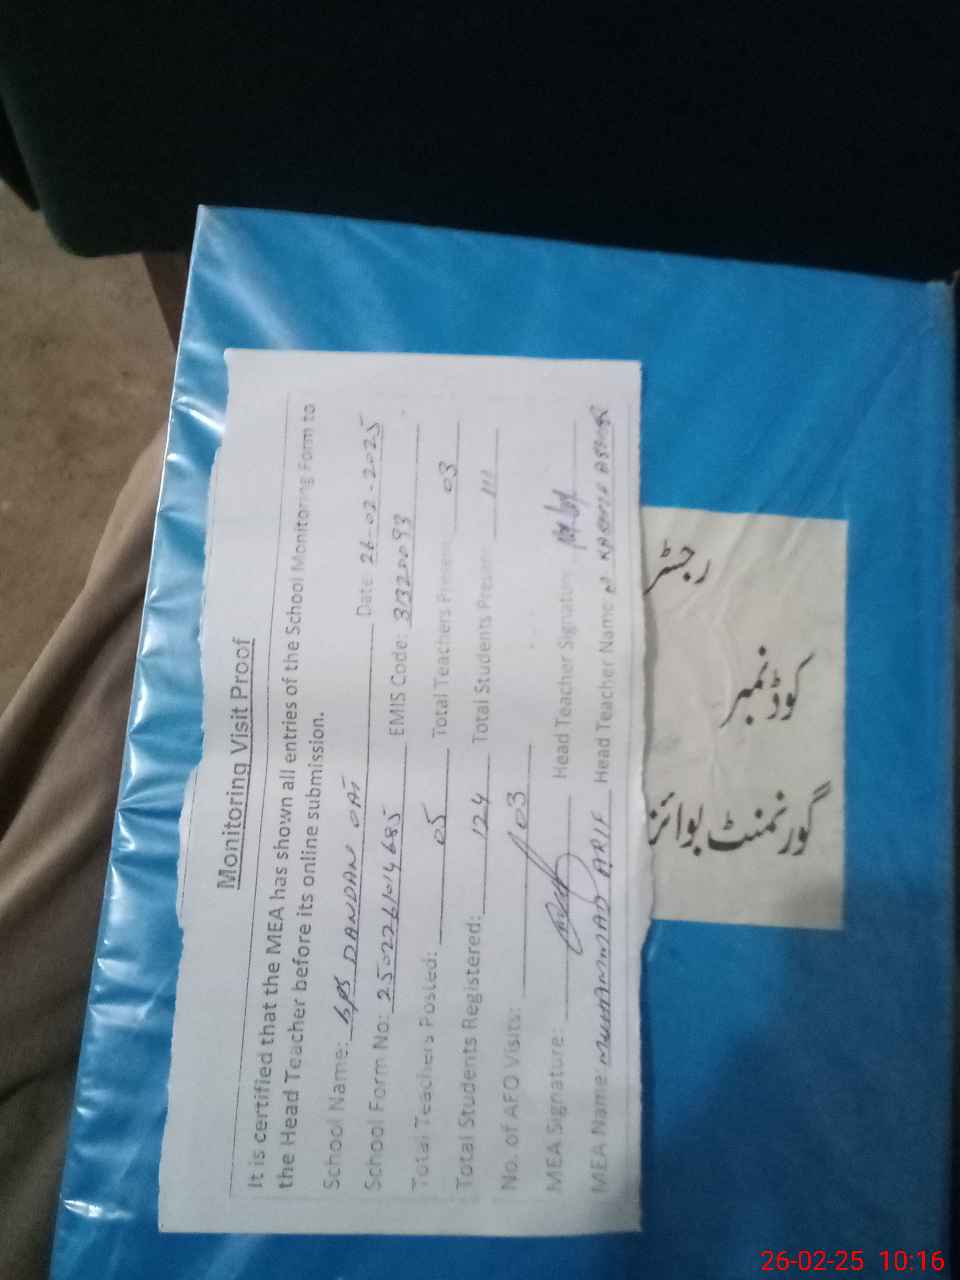 Monitoring Visit Proof
It is certified that the MEA has shown all entries of the School Monitoring Form to
the Head Teacher before its online submission.
School Name: GPS DANDAN Date: 26-02-2025
School Form No: 2502261014685 EMIS Code: 31320093
Total Teachers Posted: 05 Total Teachers Present 03
Total Students Registered: 124 Total Students Present 111
No. of AEO Visits: 03
MEA Signature: Head Teacher Signature
MEA Name: MUHAMMAD ARIF Head Teacher Name:
رجسٹر
کوڈ نمبر
گورنمنٹ بوائز
26-02-25 10:16